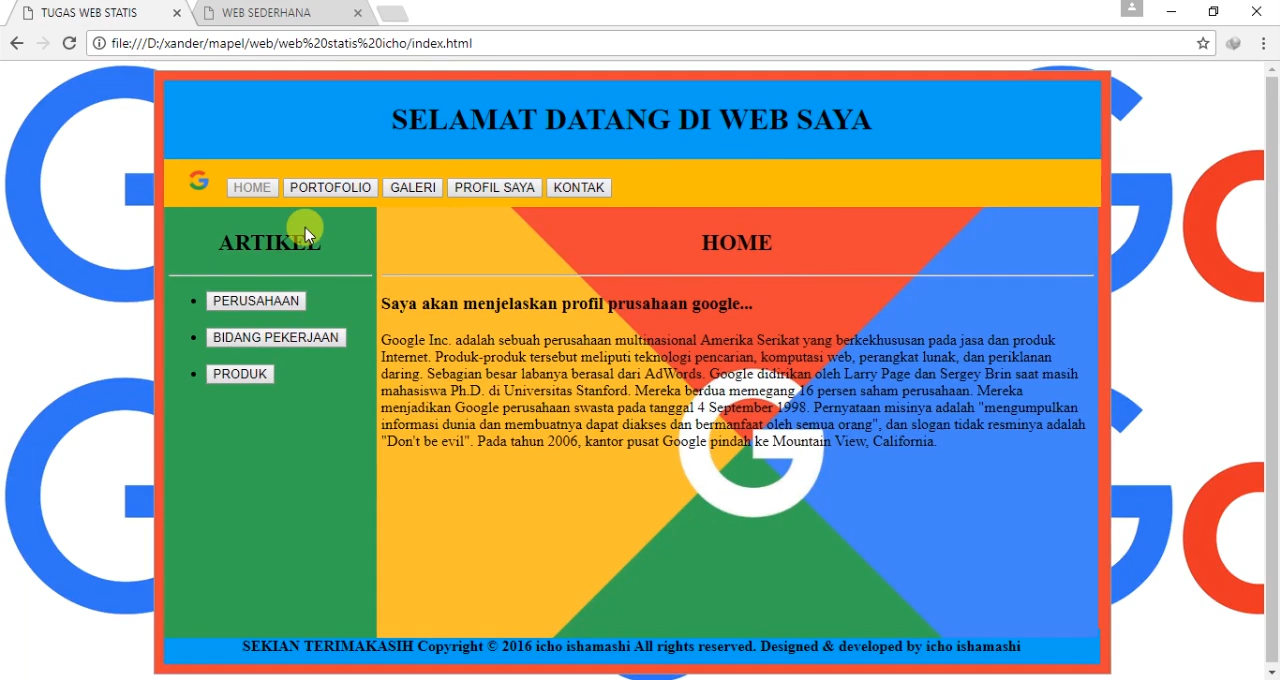 TUGAS WEB STATIS
WEB SEDERHANA
file:///D:/xander/mapel/web/web%20statis%20icho/index.html
SELAMAT DATANG DI WEB SAYA
HOME PORTOFOLIO GALERI PROFIL SAYA KONTAK
ARTIKEL
PERUSAHAAN
BIDANG PEKERJAAN
PRODUK
HOME
Saya akan menjelaskan profil prusahaan google...
Google Inc. adalah sebuah perusahaan multinasional Amerika Serikat yang berkekhususan pada jasa dan produk
Internet. Produk-produk tersebut meliputi teknologi pencarian, komputasi web, perangkat lunak, dan periklanan
daring. Sebagian besar labanya berasal dari AdWords. Google didirikan oleh Larry Page dan Sergey Brin saat masih
mahasiswa Ph.D. di Universitas Stanford. Mereka berdua memegang 16 persen saham perusahaan. Mereka
menjadikan Google perusahaan swasta pada tanggal 4 September 1998. Pernyataan misinya adalah "mengumpulkan
informasi dunia dan membuatnya dapat diakses dan bermanfaat oleh semua orang", dan slogan tidak resminya adalah
"Don't be evil". Pada tahun 2006, kantor pusat Google pindah ke Mountain View, California.
SEKIAN TERIMAKASIH Copyright © 2016 icho ishamashi All rights reserved. Designed & developed by icho ishamashi